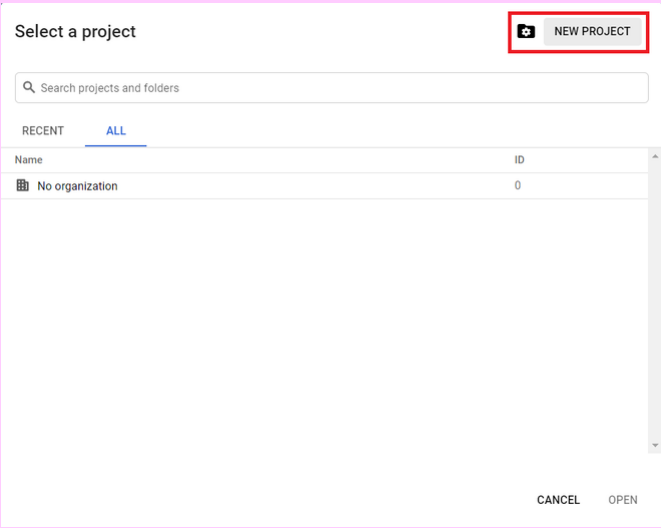 Select a project
NEW PROJECT
Search projects and folders
RECENT ALL
Name ID
No organization 0
CANCEL OPEN